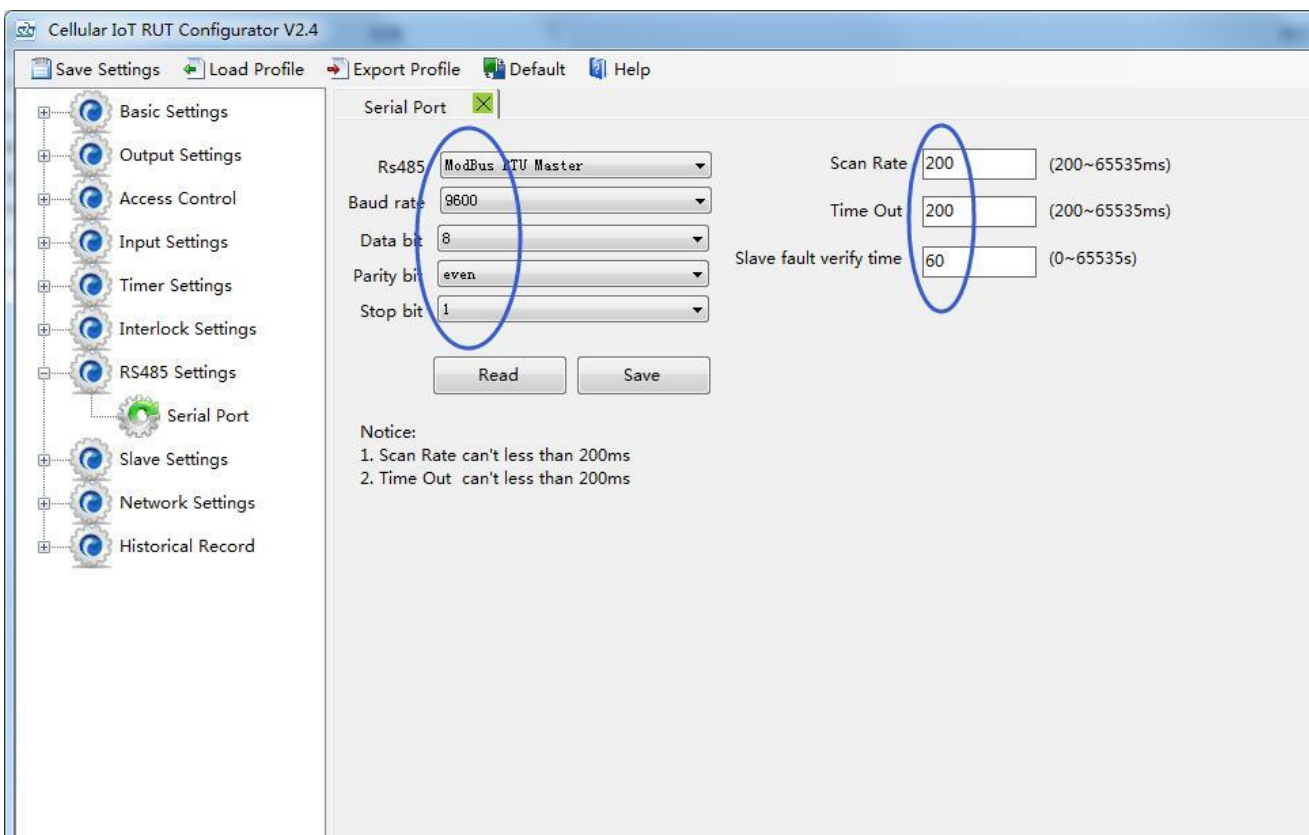 Cellular IoT RUT Configurator V2.4
Save Settings Load Profile Export Profile Default Help
Basic Settings
Output Settings
Access Control
Input Settings
Timer Settings
Interlock Settings
RS485 Settings
Serial Port
Slave Settings
Network Settings
Historical Record
Serial Port
Rs485 ModBus RTU Master
Baud rate 9600
Data bit 8
Parity bit even
Stop bit 1
Read Save
Scan Rate 200 (200~65535ms)
Time Out 200 (200~65535ms)
Slave fault verify time 60 (0~65535s)
Notice:
1. Scan Rate can't less than 200ms
2. Time Out can't less than 200ms